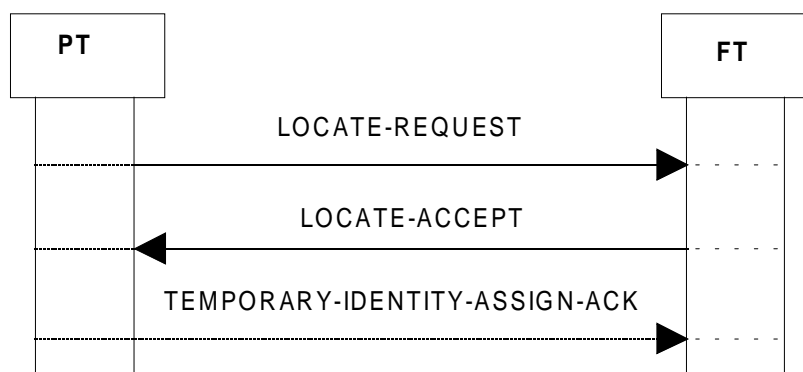 PT
FT
LOCATE-REQUEST
LOCATE-ACCEPT
TEMPORARY-IDENTITY-ASSIGN-ACK